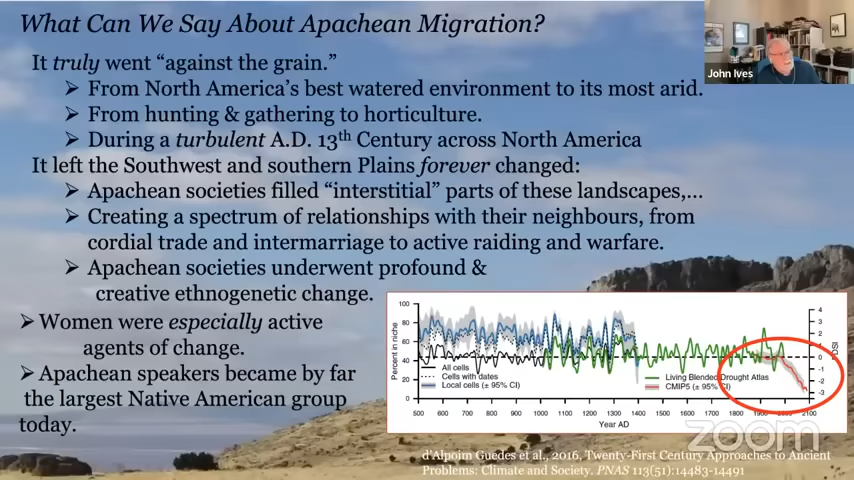 What Can We Say About Apachean Migration?
John Ives
It truly went “against the grain.”
➢ From North America’s best watered environment to its most arid.
➢ From hunting & gathering to horticulture.
➢ During a turbulent A.D. 13th Century across North America
It left the Southwest and southern Plains forever changed:
➢ Apachean societies filled “interstitial” parts of these landscapes,...
➢ Creating a spectrum of relationships with their neighbours, from
cordial trade and intermarriage to active raiding and warfare.
➢ Apachean societies underwent profound &
creative ethnogenetic change.
➢ Women were especially active
agents of change.
➢ Apachean speakers became by far
the largest Native American group
today.
Percent in niche
100
80
60
40
20
0
All cells
Cells with dates
Local cells (± 95% CI)
Living Blended Drought Atlas
CMIP5 (± 95% CI)
4
3
2
1
0
-1
-2
-3
PDSI
500 600 700 800 900 1000 1100 1200 1300 1400 1500 1600 1700 1800 1900 2000 2100
Year AD
zoom
d’Alpoim Guedes et al., 2016, Twenty-First Century Approaches to Ancient
Problems: Climate and Society. PNAS 113(51):14483-14491